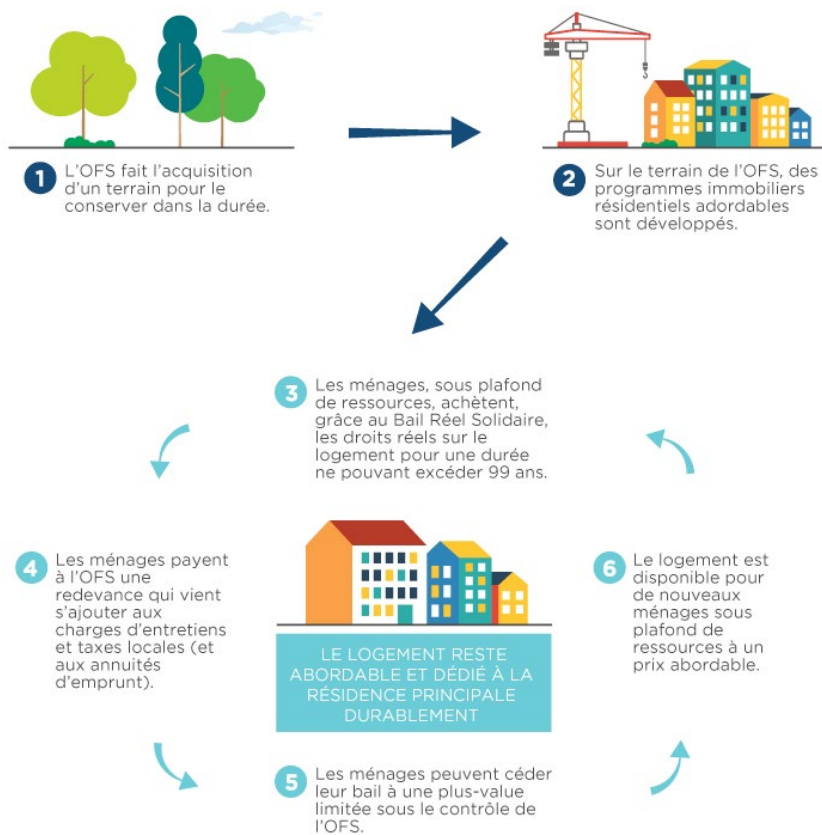 1
L'OFS fait l'acquisition
d'un terrain pour le
conserver dans la durée.
2
Sur le terrain de l'OFS, des
programmes immobiliers
résidentiels adordables
sont développés.
3
Les ménages, sous plafond
de ressources, achètent,
grâce au Bail Réel Solidaire,
les droits réels sur le
logement pour une durée
ne pouvant excéder 99 ans.
4
Les ménages payent
à l'OFS une
redevance qui vient
s'ajouter aux
charges d'entretiens
et taxes locales (et
aux annuités
d'emprunt).
LE LOGEMENT RESTE
ABORDABLE ET DÉDIÉ À LA
RÉSIDENCE PRINCIPALE
DURABLEMENT
5
Les ménages peuvent céder
leur bail à une plus-value
limitée sous le contrôle de
l'OFS.
6
Le logement est
disponible pour
de nouveaux
ménages sous
plafond de
ressources à un
prix abordable.